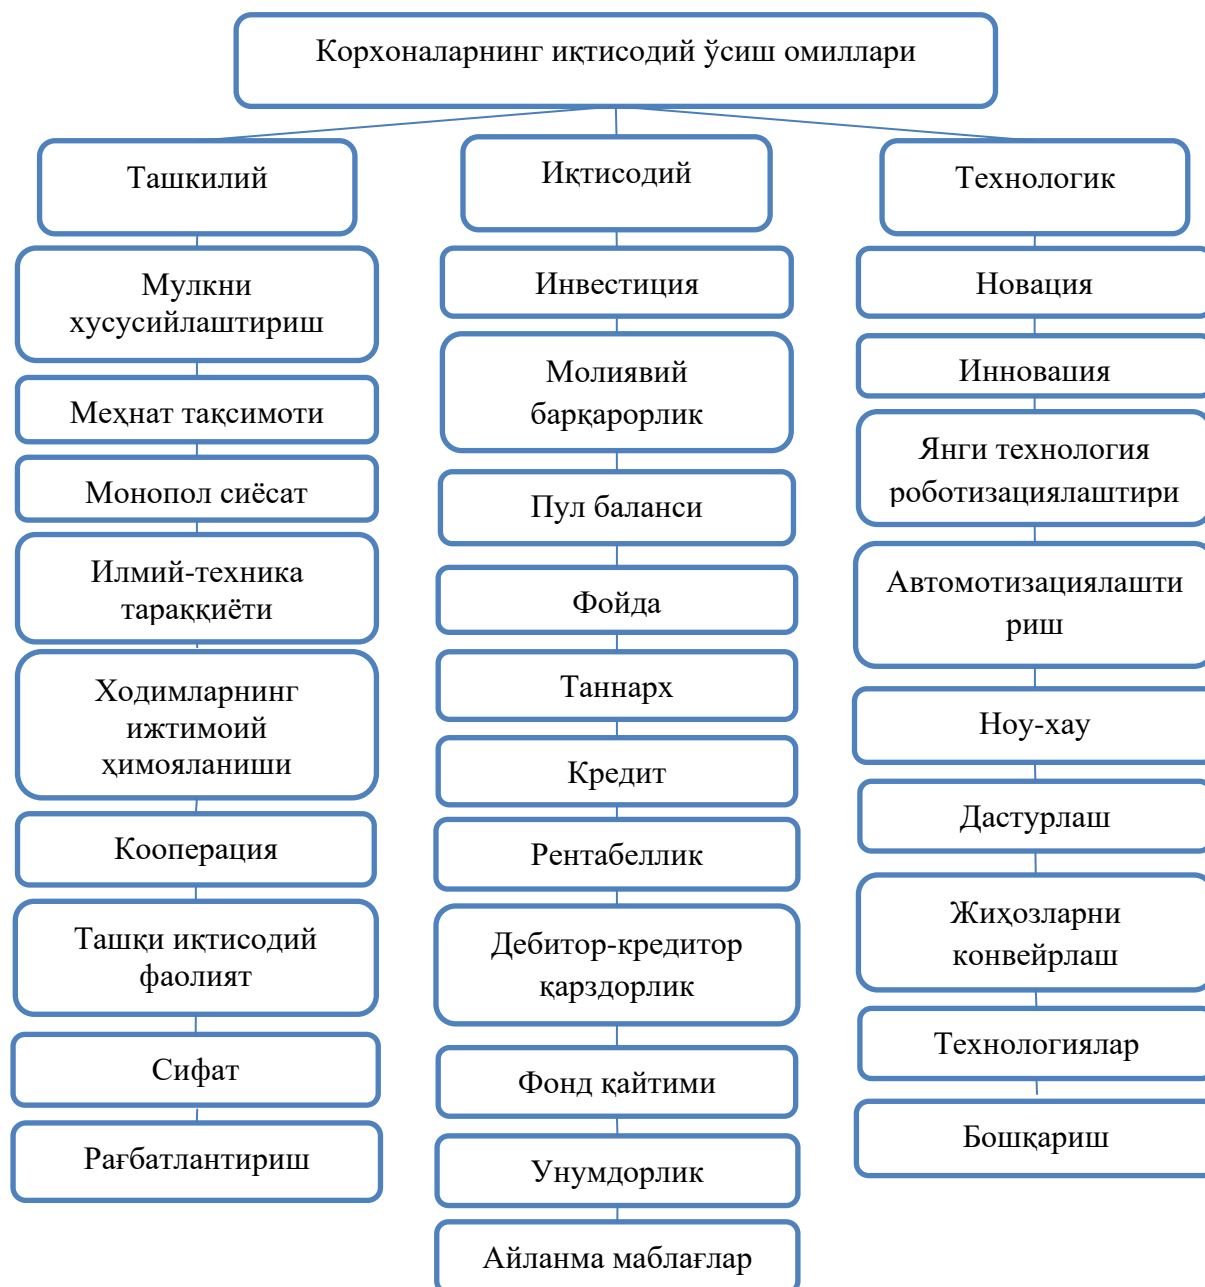 Корхоналарнинг иқтисодий ўсиш омиллари
Ташкилий
Мулкни
хусусийлаштириш
Меҳнат тақсимоти
Монопол сиёсат
Илмий-техника
тараққиёти
Ходимларнинг
ижтимоий
ҳимояланиши
Кооперация
Ташқи иқтисодий
фаолият
Сифат
Рағбатлантириш
Иқтисодий
Инвестиция
Молиявий
барқарорлик
Пул баланси
Фойда
Таннарх
Кредит
Рентабеллик
Дебитор-кредитор
қарздорлик
Фонд қайтими
Унумдорлик
Айланма маблағлар
Технологик
Новация
Инновация
Янги технология
роботизациялаштири
Автомотизациялашти
риш
Ноу-хау
Дастурлаш
Жиҳозларни
конвейрлаш
Технологиялар
Бошқариш